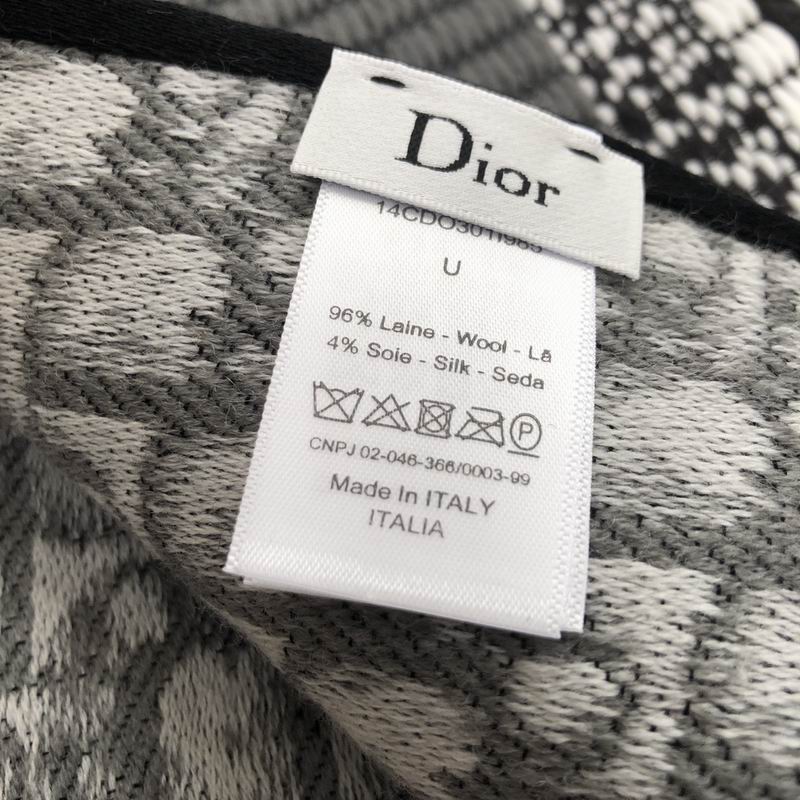 Dior
14CDO301I983
U
96% Laine - Wool - Lã
4% Soie - Silk - Seda
P
CNPJ 02-046-366/0003-99
Made In ITALY
ITALIA